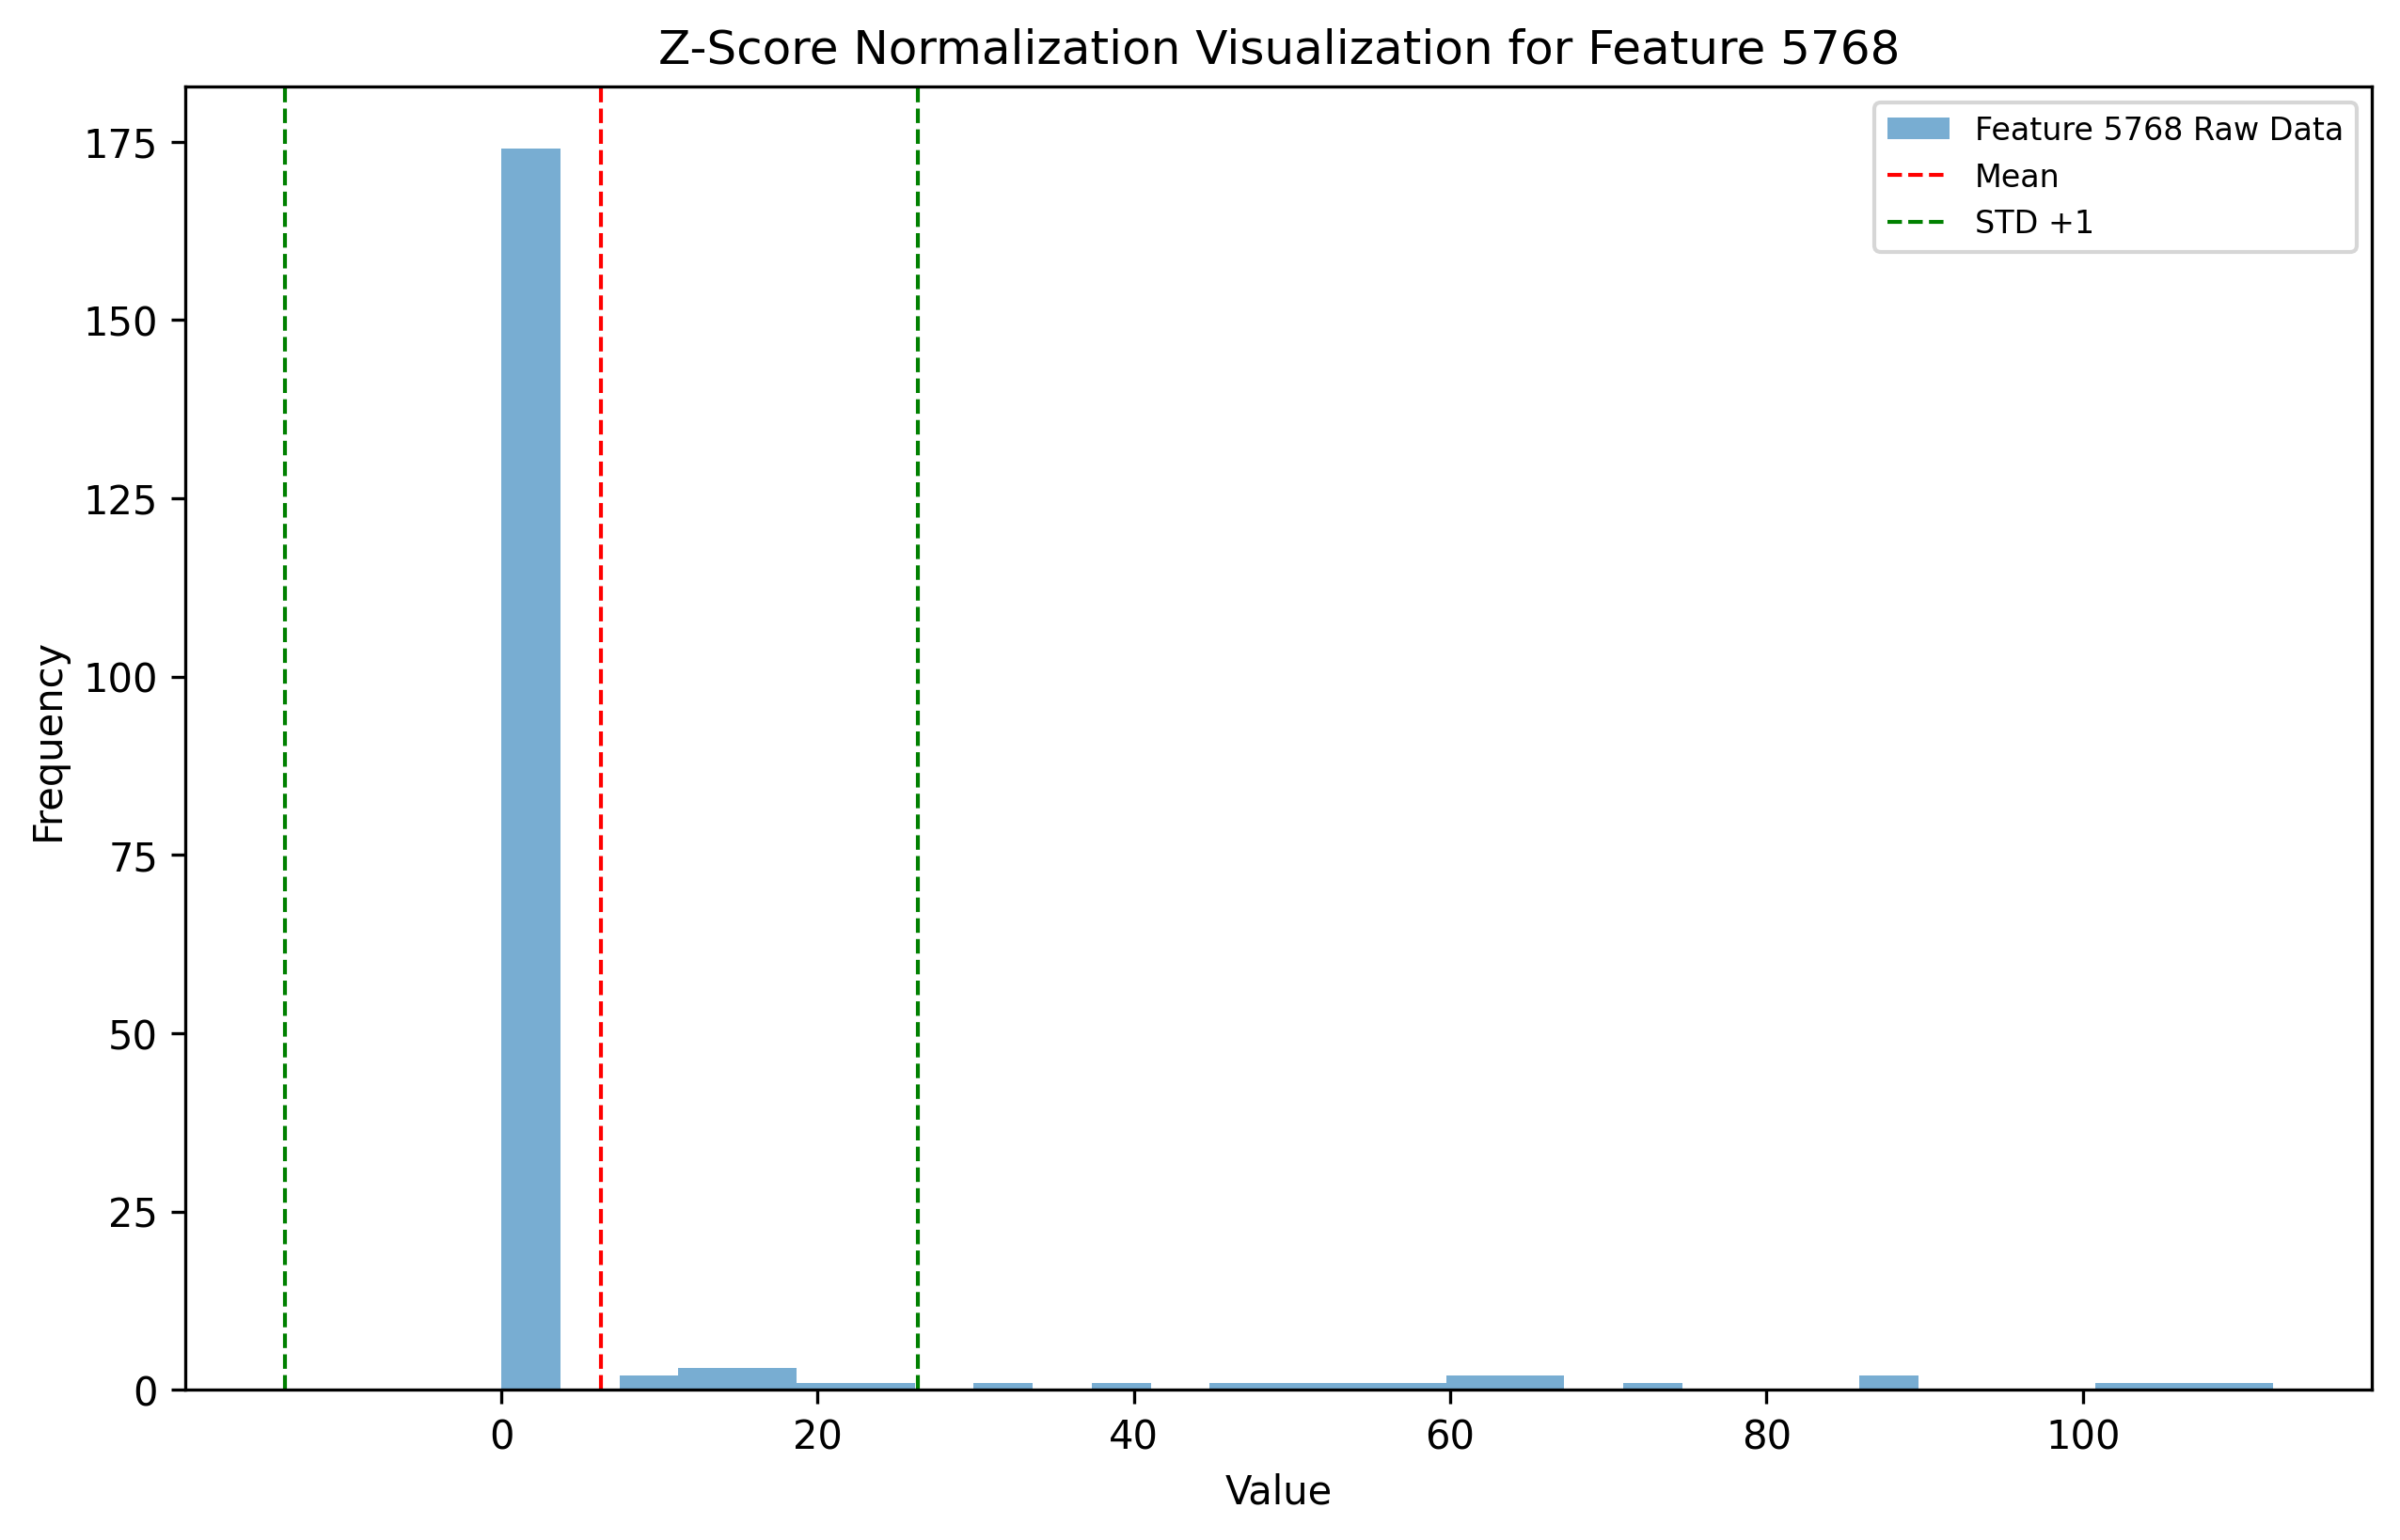 Z-Score Normalization Visualization for Feature 5768
Feature 5768 Raw Data
Mean
STD +1
175
150
125
100
75
50
25
0
Frequency
0 20 40 60 80 100
Value